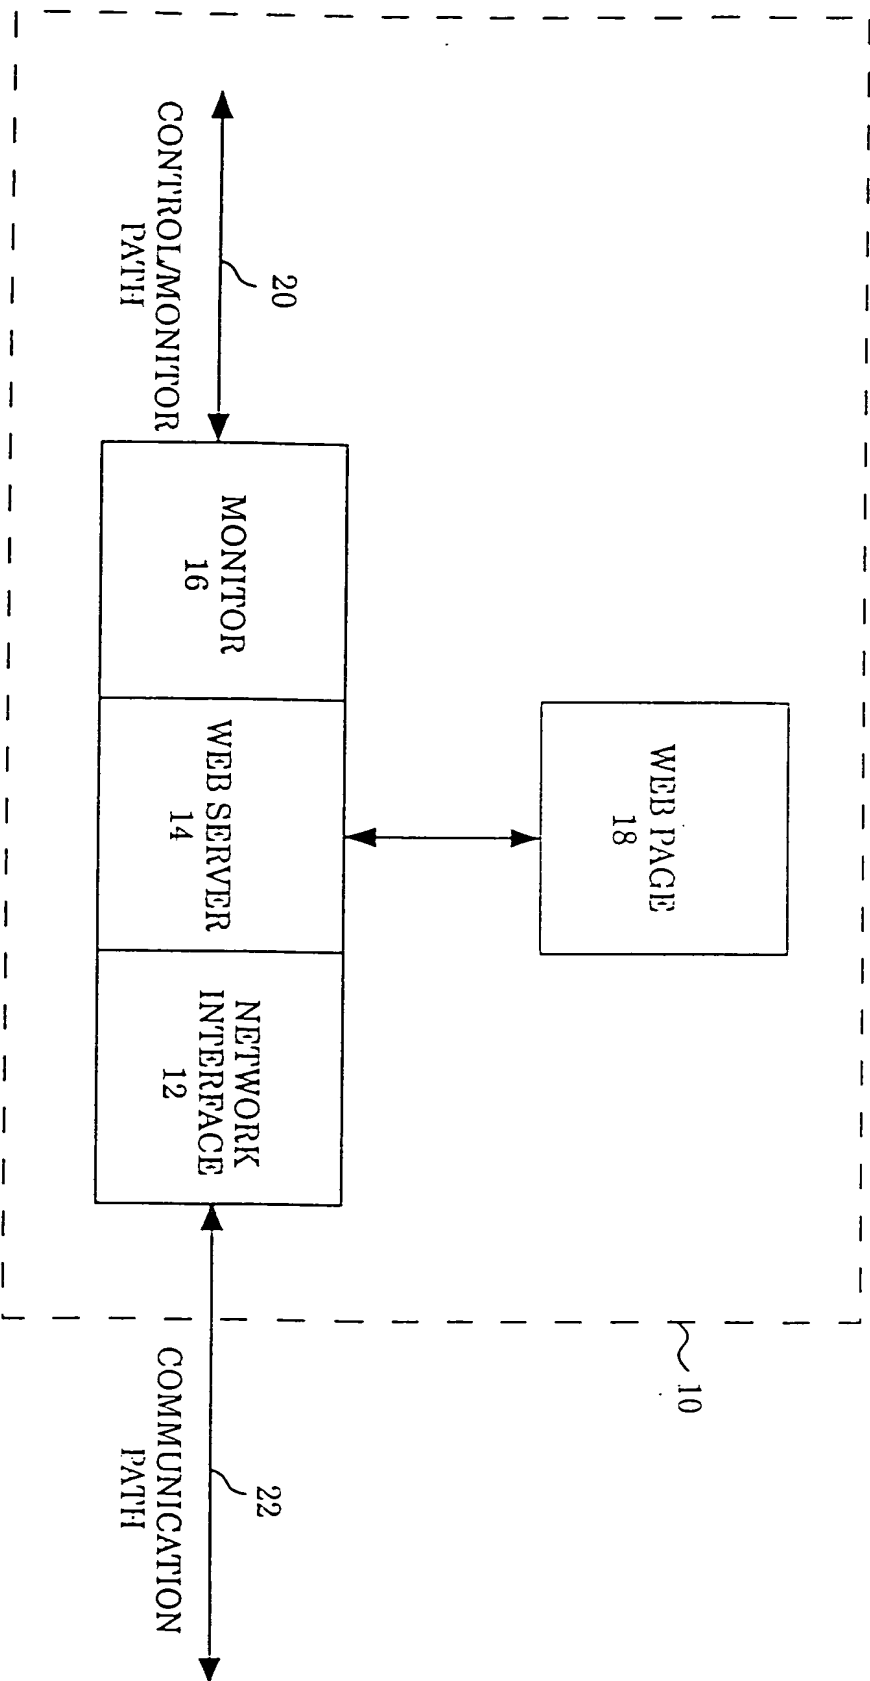 WEB PAGE
18
10
20
CONTROL/MONITOR
PATH
MONITOR
16
WEB SERVER
14
NETWORK
INTERFACE
12
22
COMMUNICATION
PATH